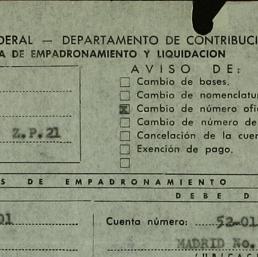 DERAL — DEPARTAMENTO DE CONTRIBUCI
A DE EMPADRONAMIENTO Y LIQUIDACION
AVISO DE:
Cambio de bases.
Cambio de nomenclatu
Cambio de número ofi
Cambio de número de
Cancelación de la cue
Exención de pago.
Z.P.21
S DE EMPADRONAMIENTO
DEBE D
01
Cuenta número: 52-01
MADRID No.